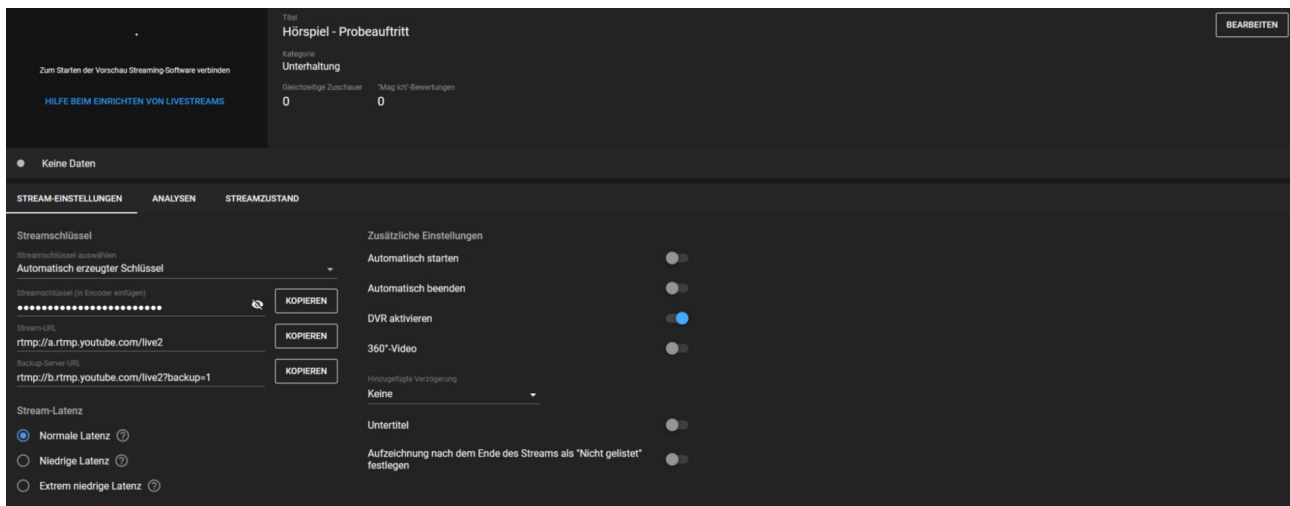 Titel
Hörspiel - Probeauftritt
BEARBEITEN
Kategorie
Unterhaltung
Zum Starten der Vorschau Streaming-Software verbinden
HILFE BEIM EINRICHTEN VON LIVESTREAMS
Gleichzeitige Zuschauer "Mag ich"-Bewertungen
0 0
Keine Daten
STREAM-EINSTELLUNGEN ANALYSEN STREAMZUSTAND
Streamschlüssel
Streamschlüssel auswählen
Automatisch erzeugter Schlüssel
Streamschlüssel (in Encoder einfügen)
••••••••••••••••••••••••
KOPIEREN
Stream-URL
rtmp://a.rtmp.youtube.com/live2
KOPIEREN
Backup-Server-URL
rtmp://b.rtmp.youtube.com/live2?backup=1
KOPIEREN
Stream-Latenz
Normale Latenz
Niedrige Latenz
Extrem niedrige Latenz
Zusätzliche Einstellungen
Automatisch starten
Automatisch beenden
DVR aktivieren
360°-Video
Hinzugefügte Verzögerung
Keine
Untertitel
Aufzeichnung nach dem Ende des Streams als "Nicht gelistet"
festlegen